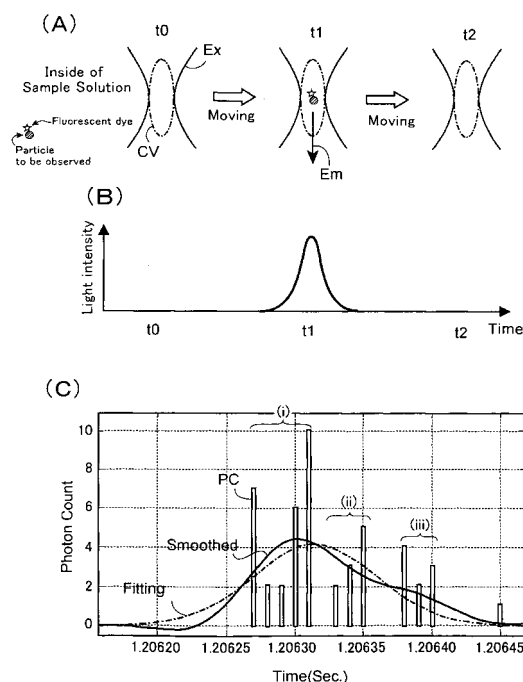 (A)
t0
t1
t2
Ex
Inside of
Sample Solution
Fluorescent dye
Particle
to be observed
CV
Moving
Moving
Em
(B)
Light intensity
t0
t1
t2
Time
(C)
Photon Count
10
8
6
4
2
0
(i)
(ii)
(iii)
PC
Smoothed
Fitting
1.20620
1.20625
1.20630
1.20635
1.20640
1.20645
Time(Sec.)